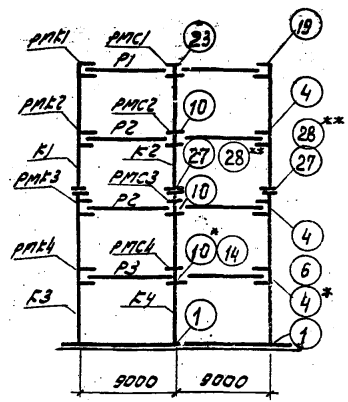 РМК1 РМС1 23* 19
Р1
РМК2 РМС2 10 4
Р2 28**
К1 К2 27 28** 27
РМК3 РМС3 10
Р2 4
РМК4 РМС4 10* 14 6
Р3 4*
К3 К4 1 1
9000 9000